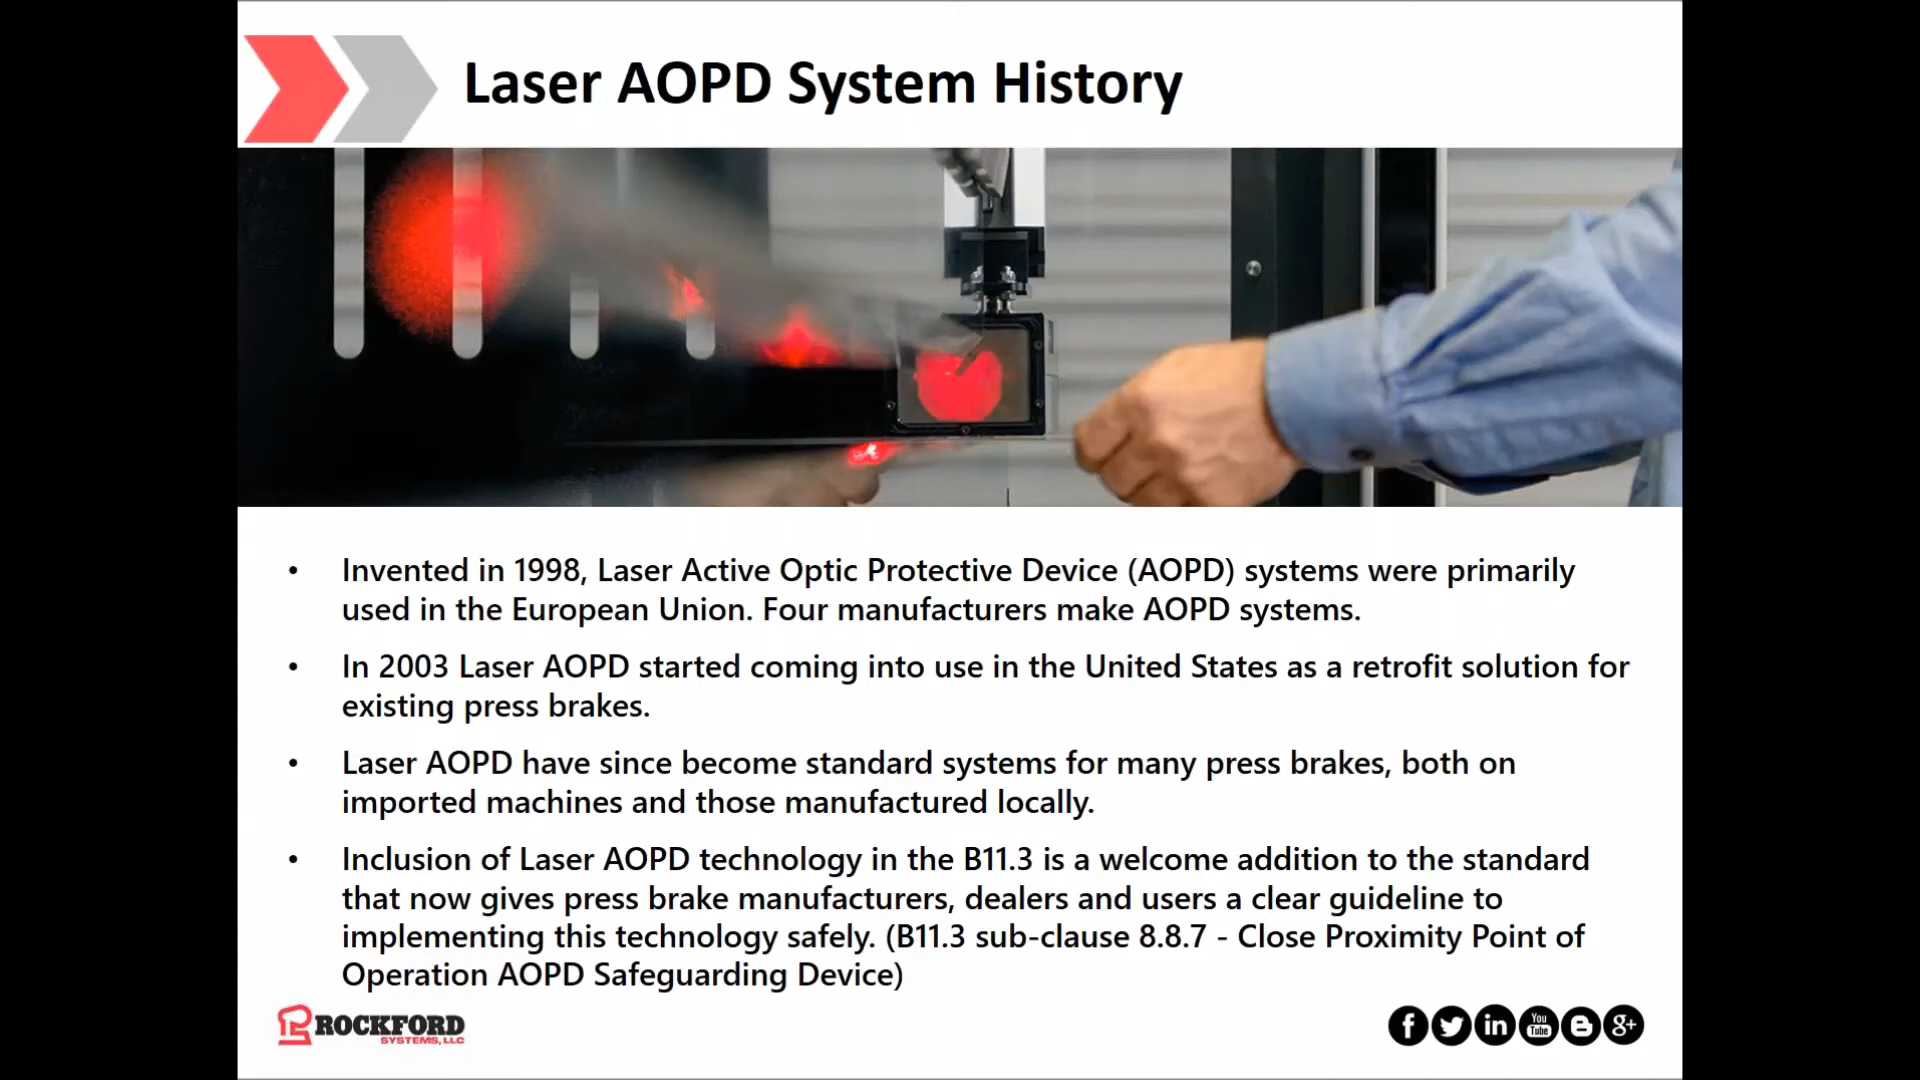 Laser AOPD System History
• Invented in 1998, Laser Active Optic Protective Device (AOPD) systems were primarily
used in the European Union. Four manufacturers make AOPD systems.
• In 2003 Laser AOPD started coming into use in the United States as a retrofit solution for
existing press brakes.
• Laser AOPD have since become standard systems for many press brakes, both on
imported machines and those manufactured locally.
• Inclusion of Laser AOPD technology in the B11.3 is a welcome addition to the standard
that now gives press brake manufacturers, dealers and users a clear guideline to
implementing this technology safely. (B11.3 sub-clause 8.8.7 - Close Proximity Point of
Operation AOPD Safeguarding Device)
ROCKFORD
SYSTEMS, LLC
f in You
Tube B g+